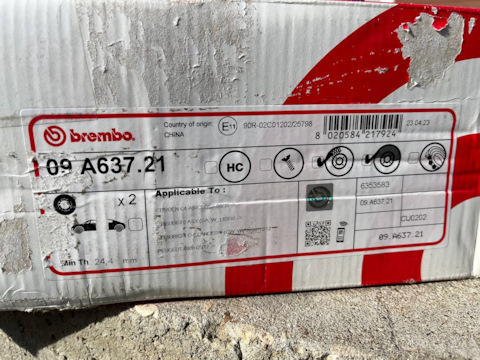 brembo.
Country of origin:
CHINA
E11
90R-02C01202/25798
8 020584 217924
23.04.23
09 A637.21
HC
x 2
Applicable To :
6353583
09.A637.21
CU0202
09.A637.21
Min Th 24,4 mm